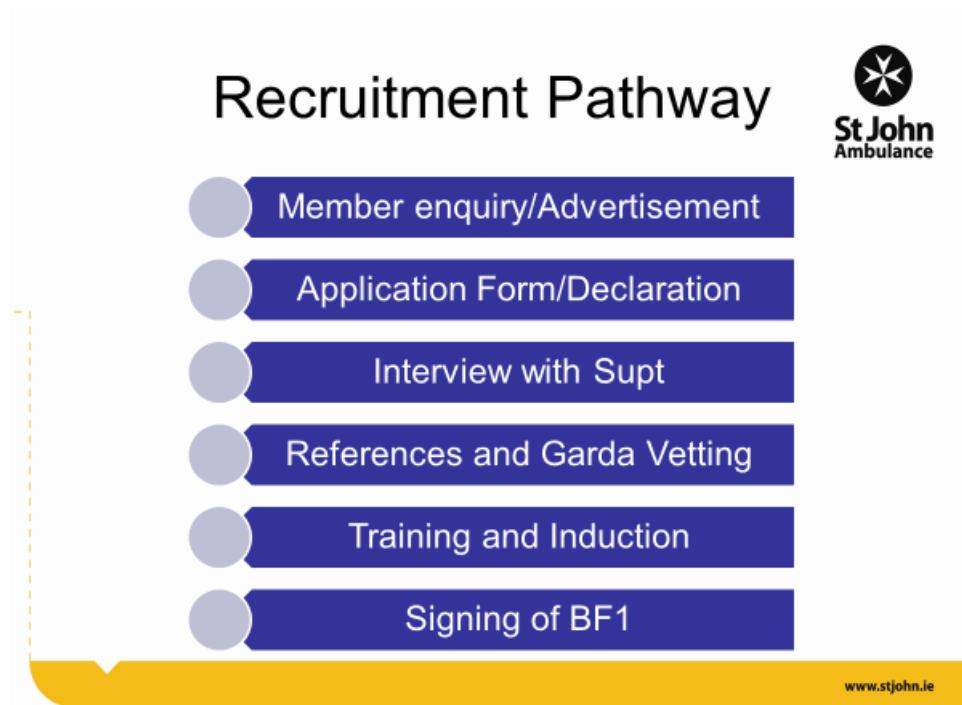 Recruitment Pathway
St John
Ambulance
Member enquiry/Advertisement
Application Form/Declaration
Interview with Supt
References and Garda Vetting
Training and Induction
Signing of BF1
www.stjohn.ie